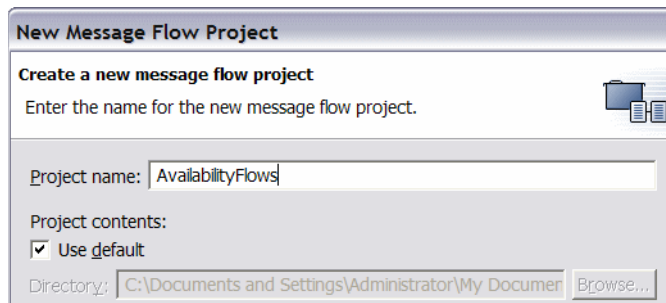 New Message Flow Project
Create a new message flow project
Enter the name for the new message flow project.
Project name: AvailabilityFlows
Project contents:
Use default
Directory: C:\Documents and Settings\Administrator\My Documen Browse...